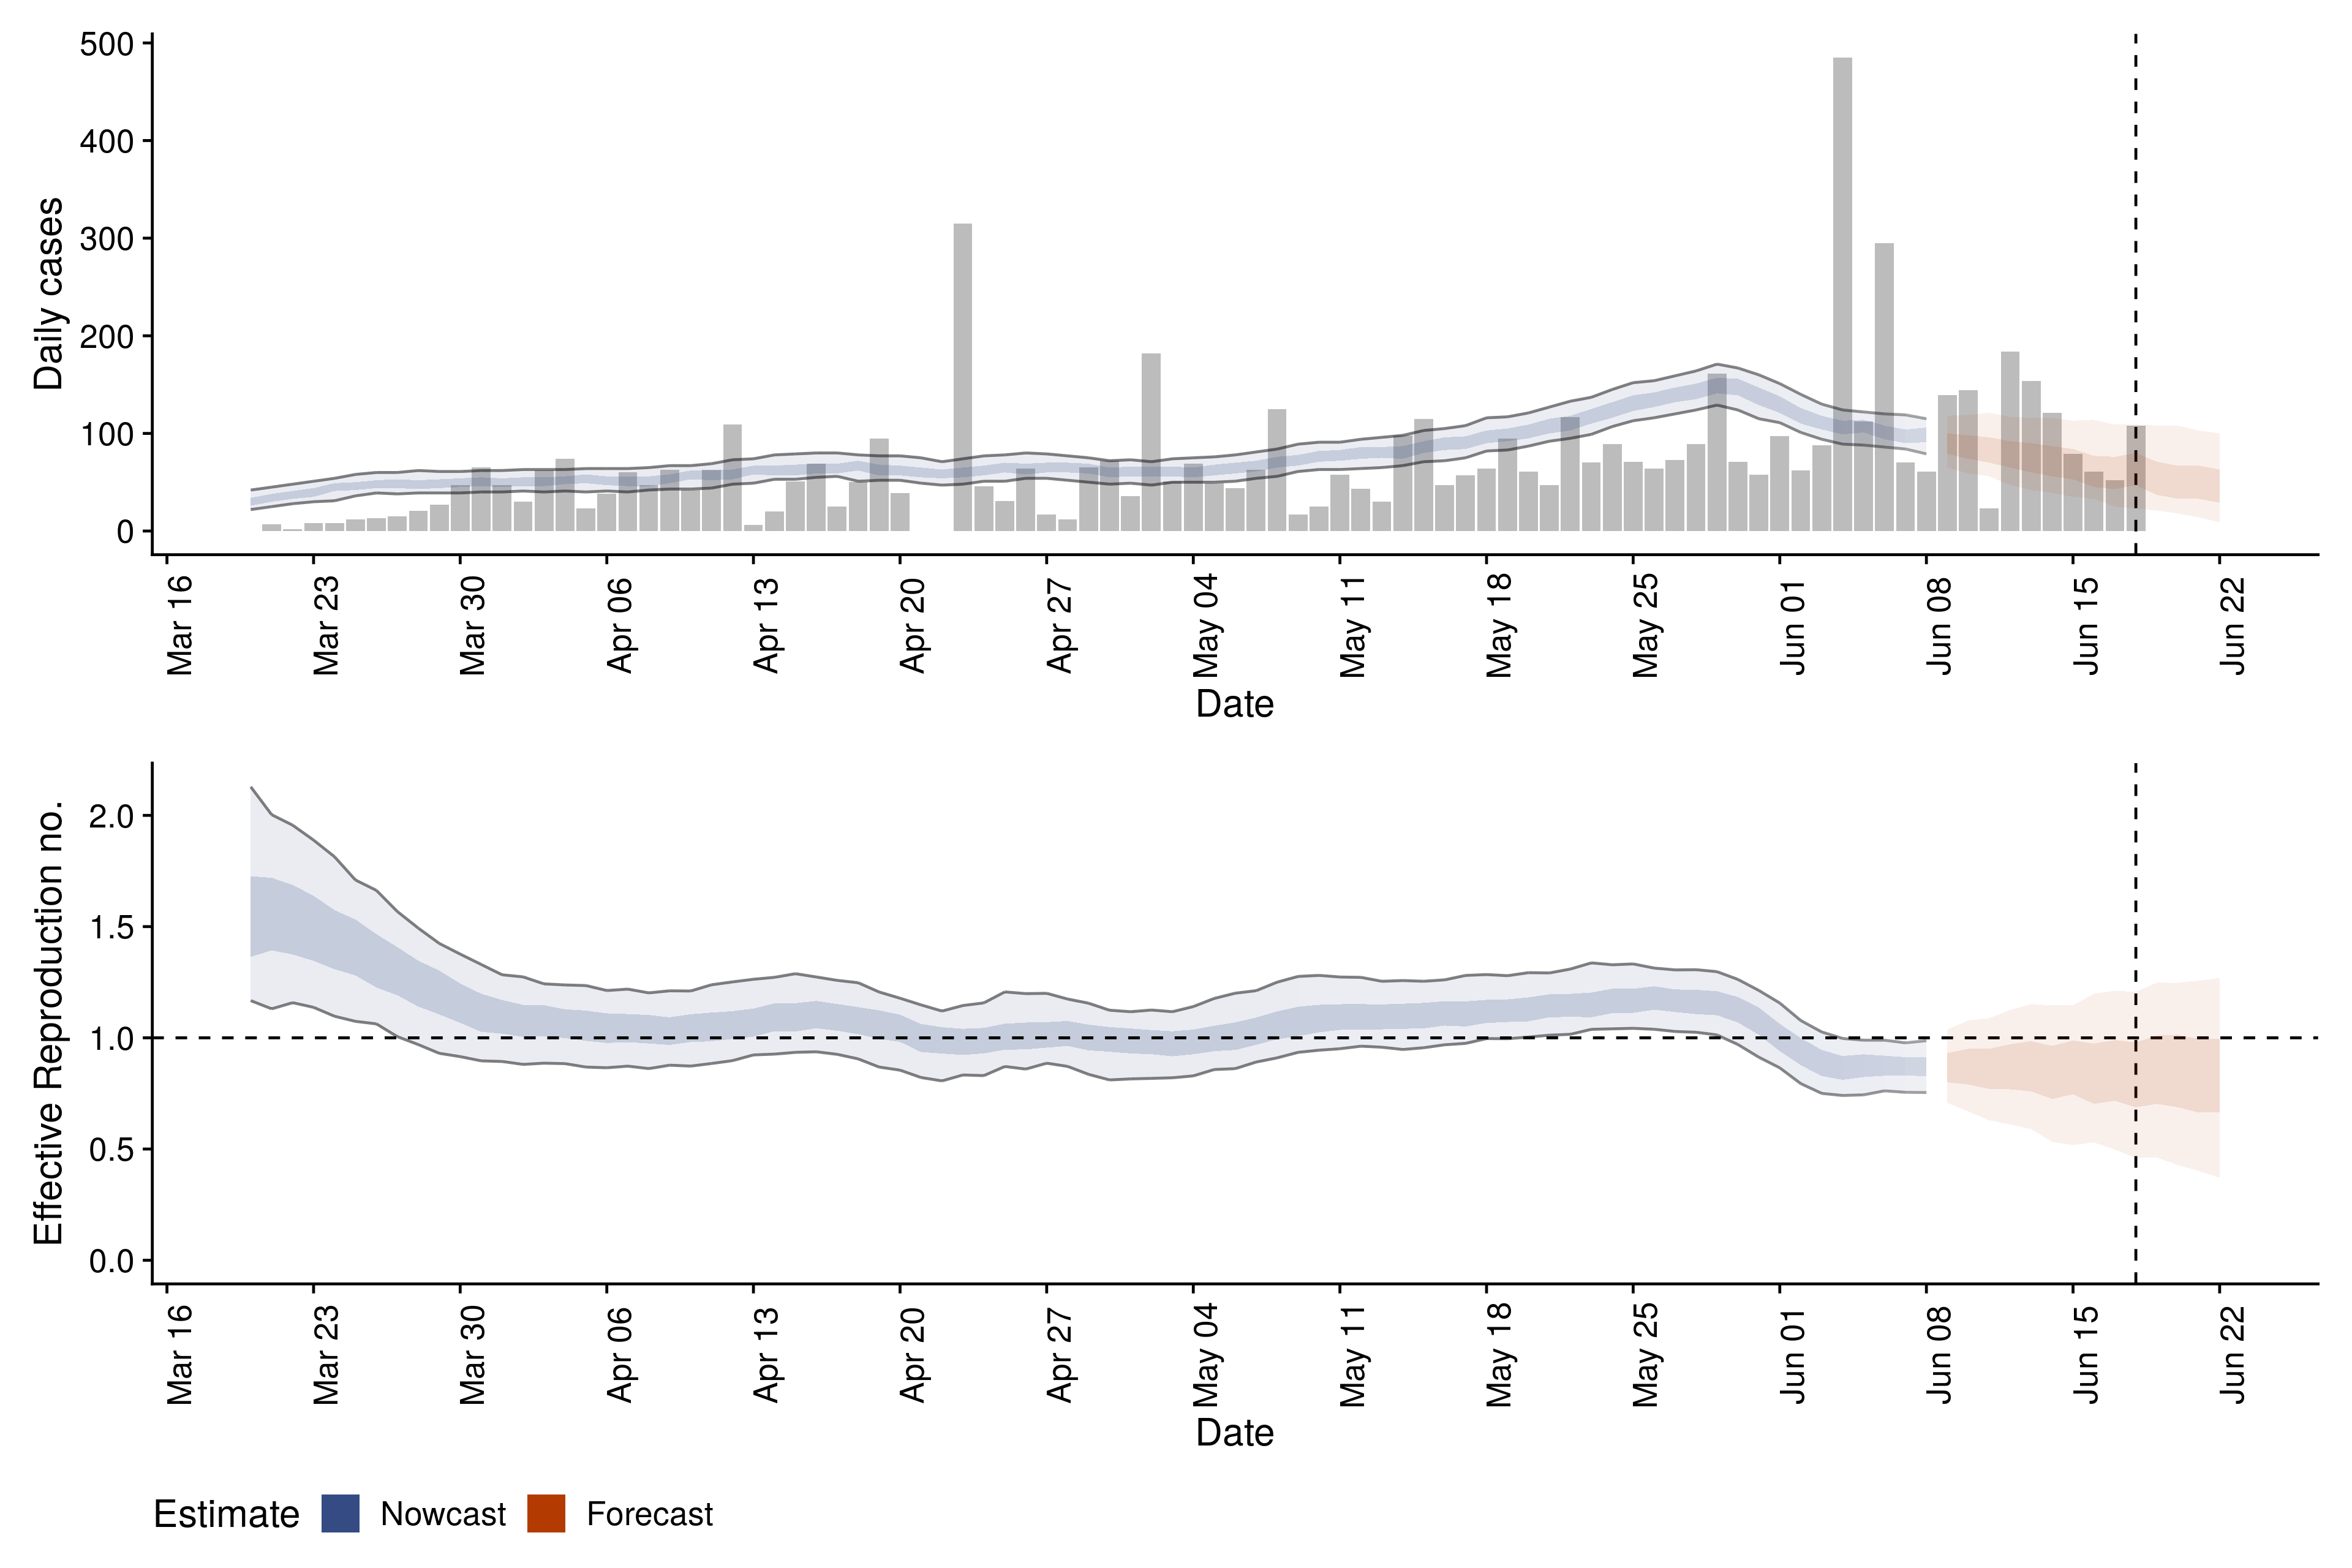 Daily cases
500
400
300
200
100
0
Mar 16
Mar 23
Mar 30
Apr 06
Apr 13
Apr 20
Apr 27
May 04
May 11
May 18
May 25
Jun 01
Jun 08
Jun 15
Jun 22
Date
Effective Reproduction no.
2.0
1.5
1.0
0.5
0.0
Mar 16
Mar 23
Mar 30
Apr 06
Apr 13
Apr 20
Apr 27
May 04
May 11
May 18
May 25
Jun 01
Jun 08
Jun 15
Jun 22
Date
Estimate Nowcast Forecast